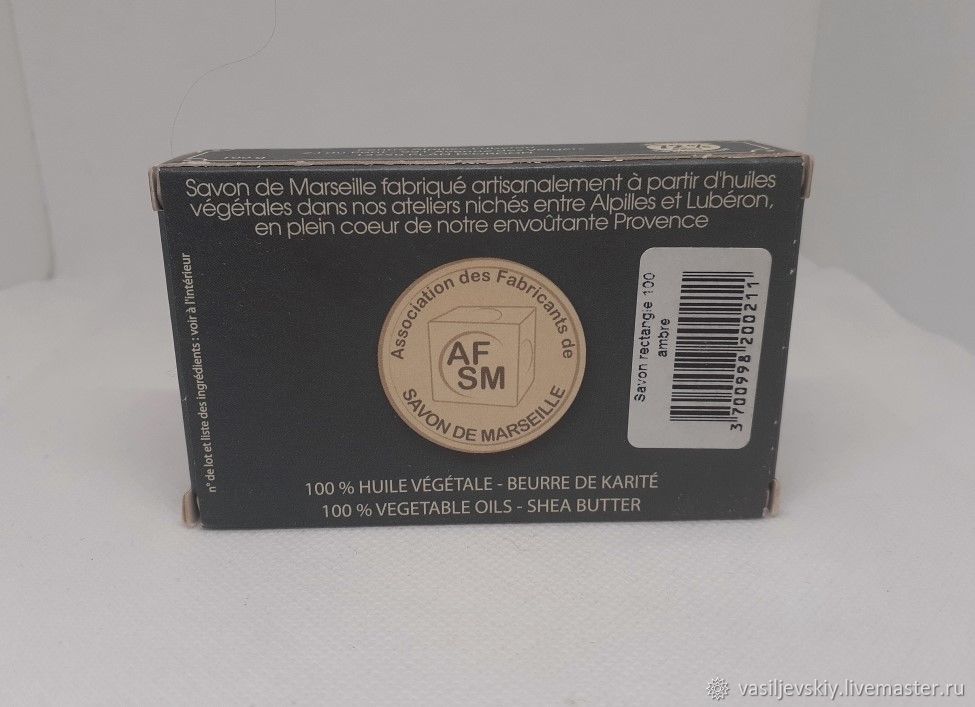 Savon de Marseille fabriqué artisanalement à partir d'huiles
végétales dans nos ateliers nichés entre Alpilles et Lubéron,
en plein coeur de notre envoûtante Provence
n° de lot et liste des ingrédients : voir à l'intérieur
Association des Fabricants de
AF
SM
SAVON DE MARSEILLE
Savon rectangle 100
ambre
3 700998 200211
100 % HUILE VÉGÉTALE - BEURRE DE KARITÉ
100 % VEGETABLE OILS - SHEA BUTTER
vasiljevskiy.livemaster.ru